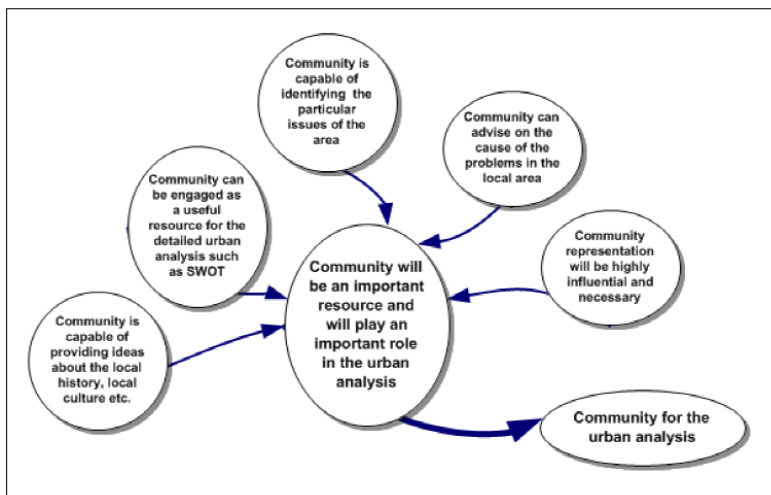 Community is
capable of
identifying the
particular
issues of the
area
Community can
advise on the
cause of the
problems in the
local area
Community can
be engaged as
a useful
resource for the
detailed urban
analysis such
as SWOT
Community
representation
will be highly
influential and
necessary
Community will
be an important
resource and
will play an
important role
in the urban
analysis
Community is
capable of
providing ideas
about the local
history, local
culture etc.
Community for the
urban analysis